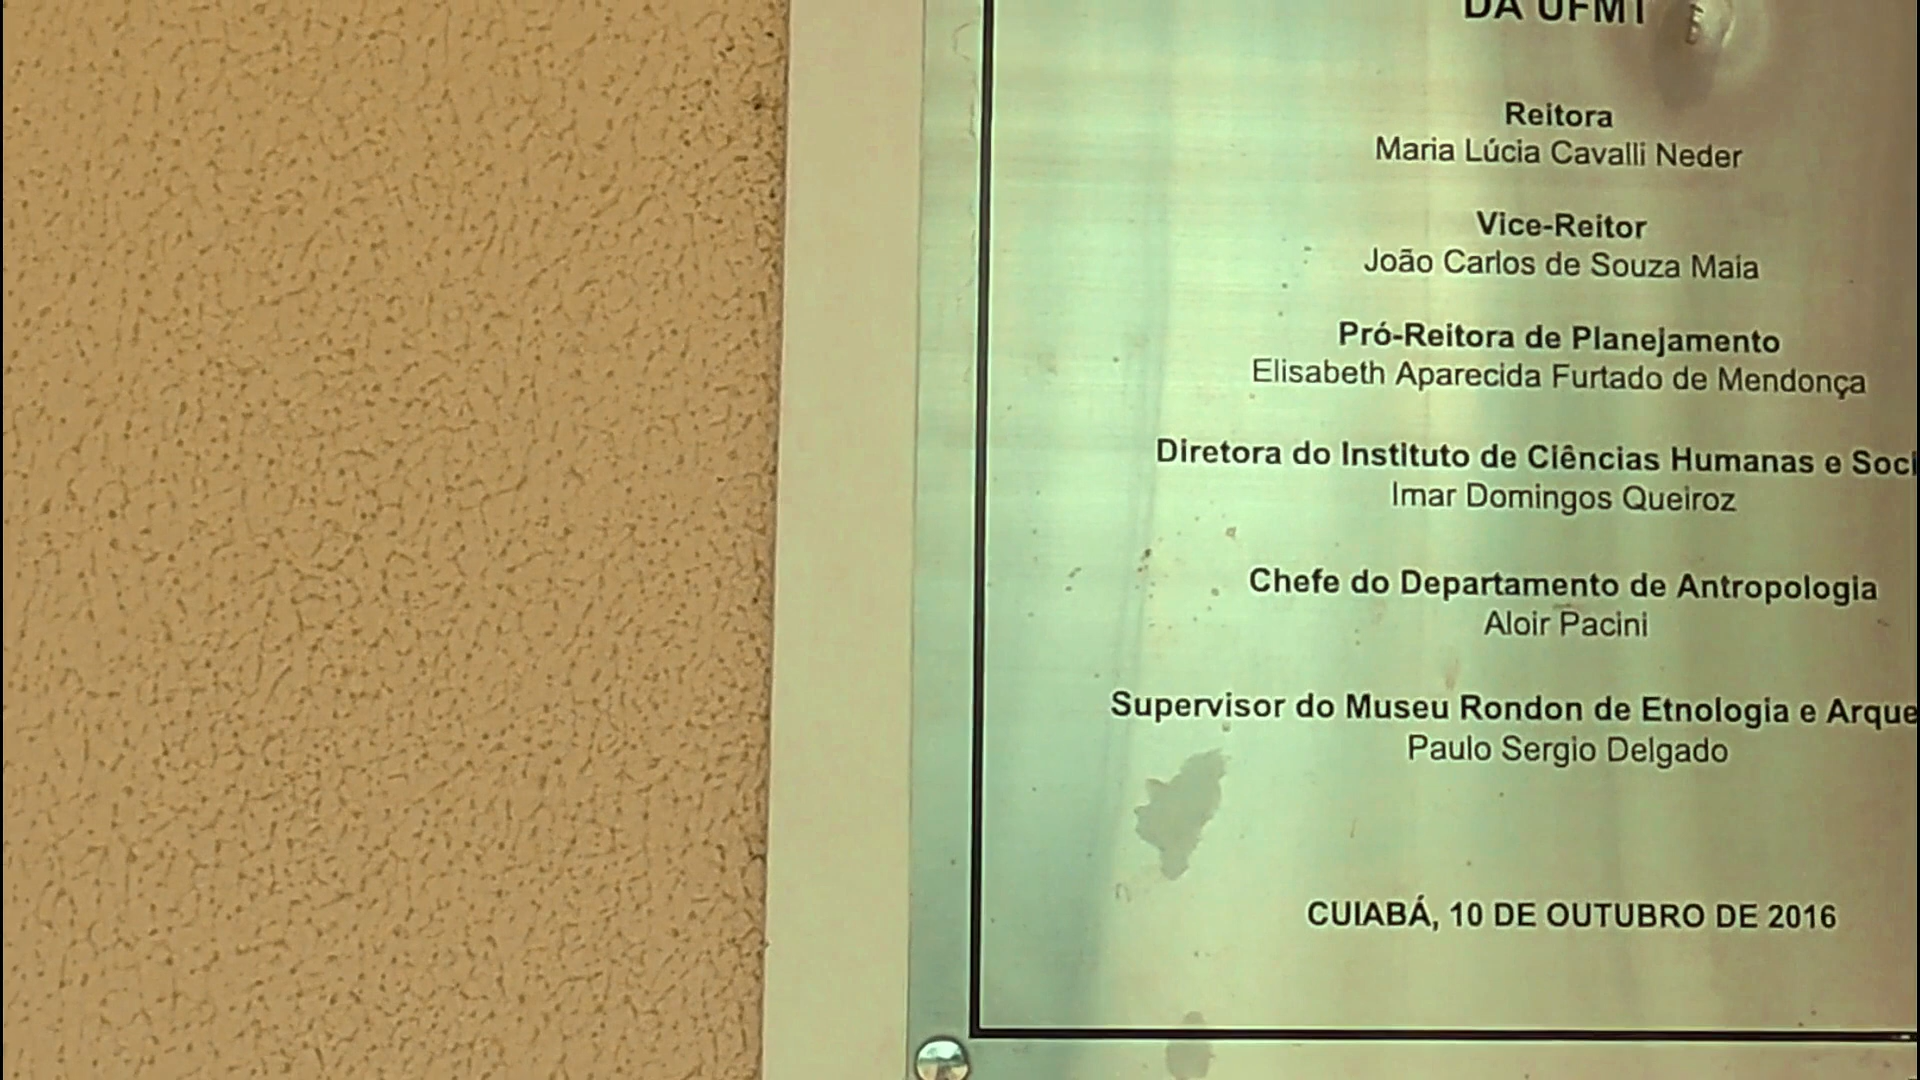 DA UFMT
Reitora
Maria Lúcia Cavalli Neder
Vice-Reitor
João Carlos de Souza Maia
Pró-Reitora de Planejamento
Elisabeth Aparecida Furtado de Mendonça
Diretora do Instituto de Ciências Humanas e Soci
Imar Domingos Queiroz
Chefe do Departamento de Antropologia
Aloir Pacini
Supervisor do Museu Rondon de Etnologia e Arque
Paulo Sergio Delgado
CUIABÁ, 10 DE OUTUBRO DE 2016